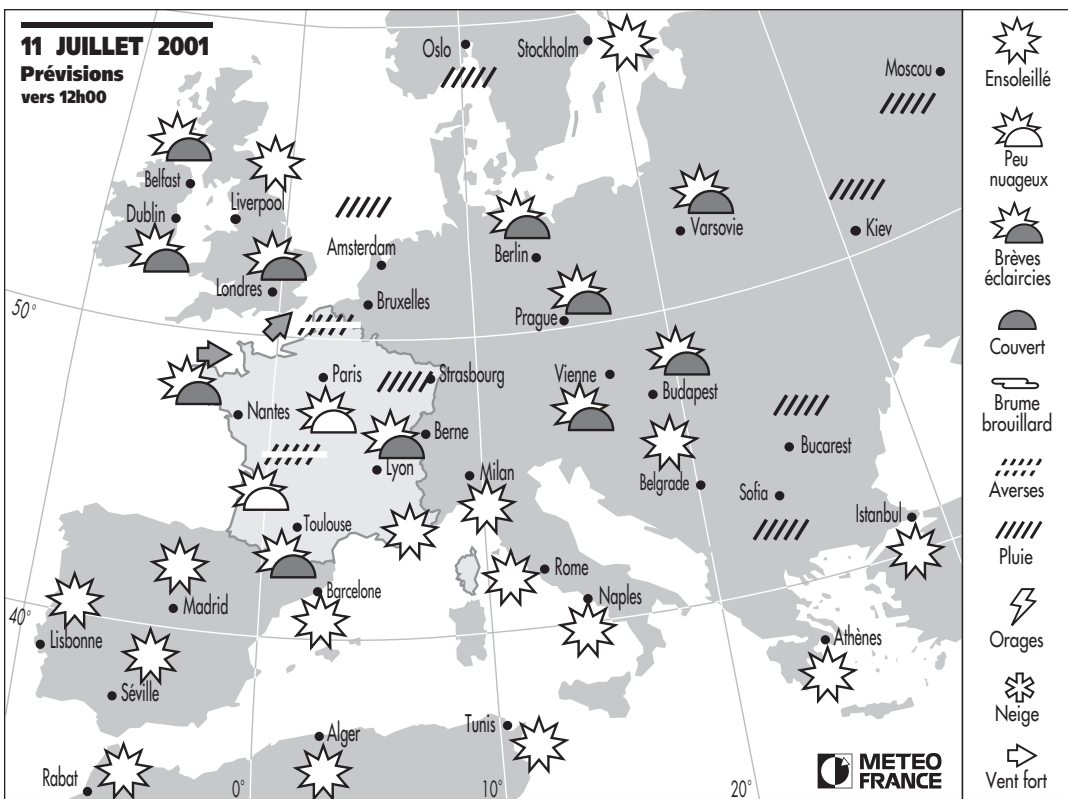 11 JUILLET 2001
Prévisions
vers 12h00
Oslo
Stockholm
Moscou
Belfast
Dublin
Liverpool
Londres
Amsterdam
Bruxelles
Berlin
Varsovie
Kiev
Prague
50°
Paris
Strasbourg
Nantes
Berne
Lyon
Vienne
Budapest
Bucarest
Milan
Belgrade
Sofia
Istanbul
Toulouse
Barcelone
Rome
Naples
Madrid
40°
Lisbonne
Séville
Athènes
Alger
Tunis
Rabat
0°
10°
20°
METEO
FRANCE
Ensoleillé
Peu
nuageux
Brèves
éclaircies
Couvert
Brume
brouillard
Averses
Pluie
Orages
Neige
Vent fort